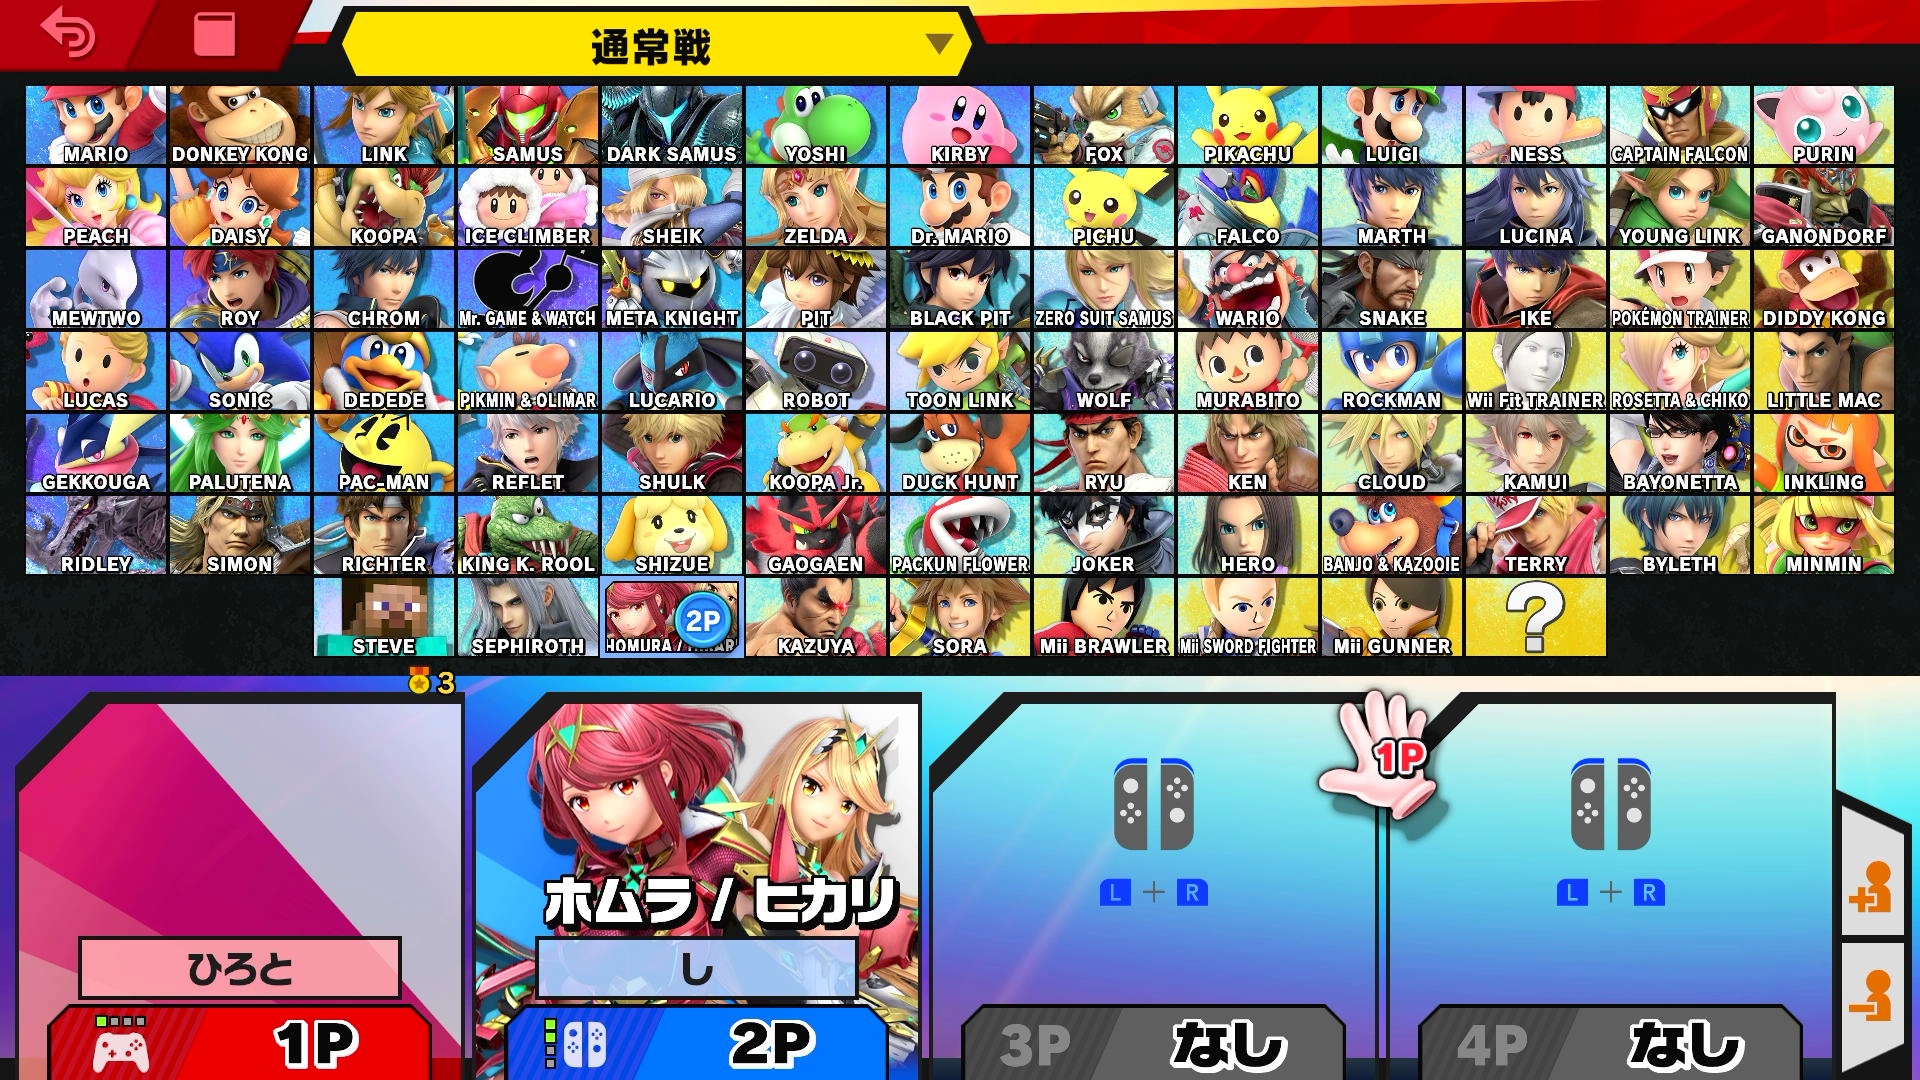 通常戦
MARIO
DONKEY KONG
LINK
SAMUS
DARK SAMUS
YOSHI
KIRBY
FOX
PIKACHU
LUIGI
NESS
CAPTAIN FALCON
PURIN
PEACH
DAISY
KOOPA
ICE CLIMBER
SHEIK
ZELDA
Dr. MARIO
PICHU
FALCO
MARTH
LUCINA
YOUNG LINK
GANONDORF
MEWTWO
ROY
CHROM
Mr. GAME & WATCH
META KNIGHT
PIT
BLACK PIT
ZERO SUIT SAMUS
WARIO
SNAKE
IKE
POKÉMON TRAINER
DIDDY KONG
LUCAS
SONIC
DEDEDE
PIKMIN & OLIMAR
LUCARIO
ROBOT
TOON LINK
WOLF
MURABITO
ROCKMAN
Wii Fit TRAINER
ROSETTA & CHIKO
LITTLE MAC
GEKKOUGA
PALUTENA
PAC-MAN
REFLET
SHULK
KOOPA Jr.
DUCK HUNT
RYU
KEN
CLOUD
KAMUI
BAYONETTA
INKLING
RIDLEY
SIMON
RICHTER
KING K. ROOL
SHIZUE
GAOGAEN
PACKUN FLOWER
JOKER
HERO
BANJO & KAZOOIE
TERRY
BYLETH
MINMIN
STEVE
SEPHIROTH
2P
HOMURA /
KAZUYA
SORA
Mii BRAWLER
Mii SWORD FIGHTER
Mii GUNNER
?
3
1P
ホムラ / ヒカリ
L + R
L + R
ひろと
し
1P
2P
3P なし
4P なし